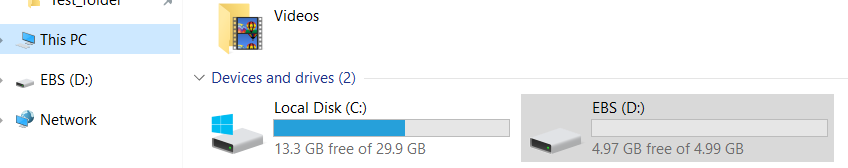 Test_folder
This PC
EBS (D:)
Network
Videos
Devices and drives (2)
Local Disk (C:)
13.3 GB free of 29.9 GB
EBS (D:)
4.97 GB free of 4.99 GB